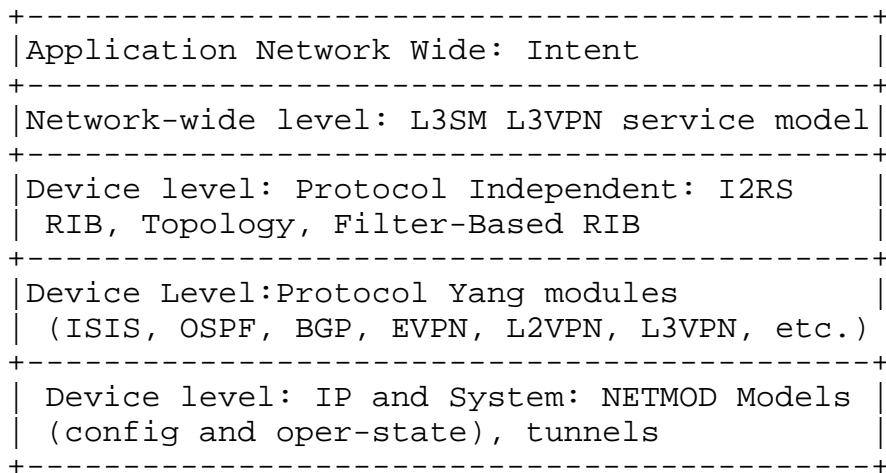 +--------------------------------------------+
|Application Network Wide: Intent            |
+--------------------------------------------+
|Network-wide level: L3SM L3VPN service model|
+--------------------------------------------+
|Device level: Protocol Independent: I2RS    |
| RIB, Topology, Filter-Based RIB            |
+--------------------------------------------+
|Device Level:Protocol Yang modules          |
| (ISIS, OSPF, BGP, EVPN, L2VPN, L3VPN, etc.)|
+--------------------------------------------+
| Device level: IP and System: NETMOD Models |
| (config and oper-state), tunnels           |
+--------------------------------------------+